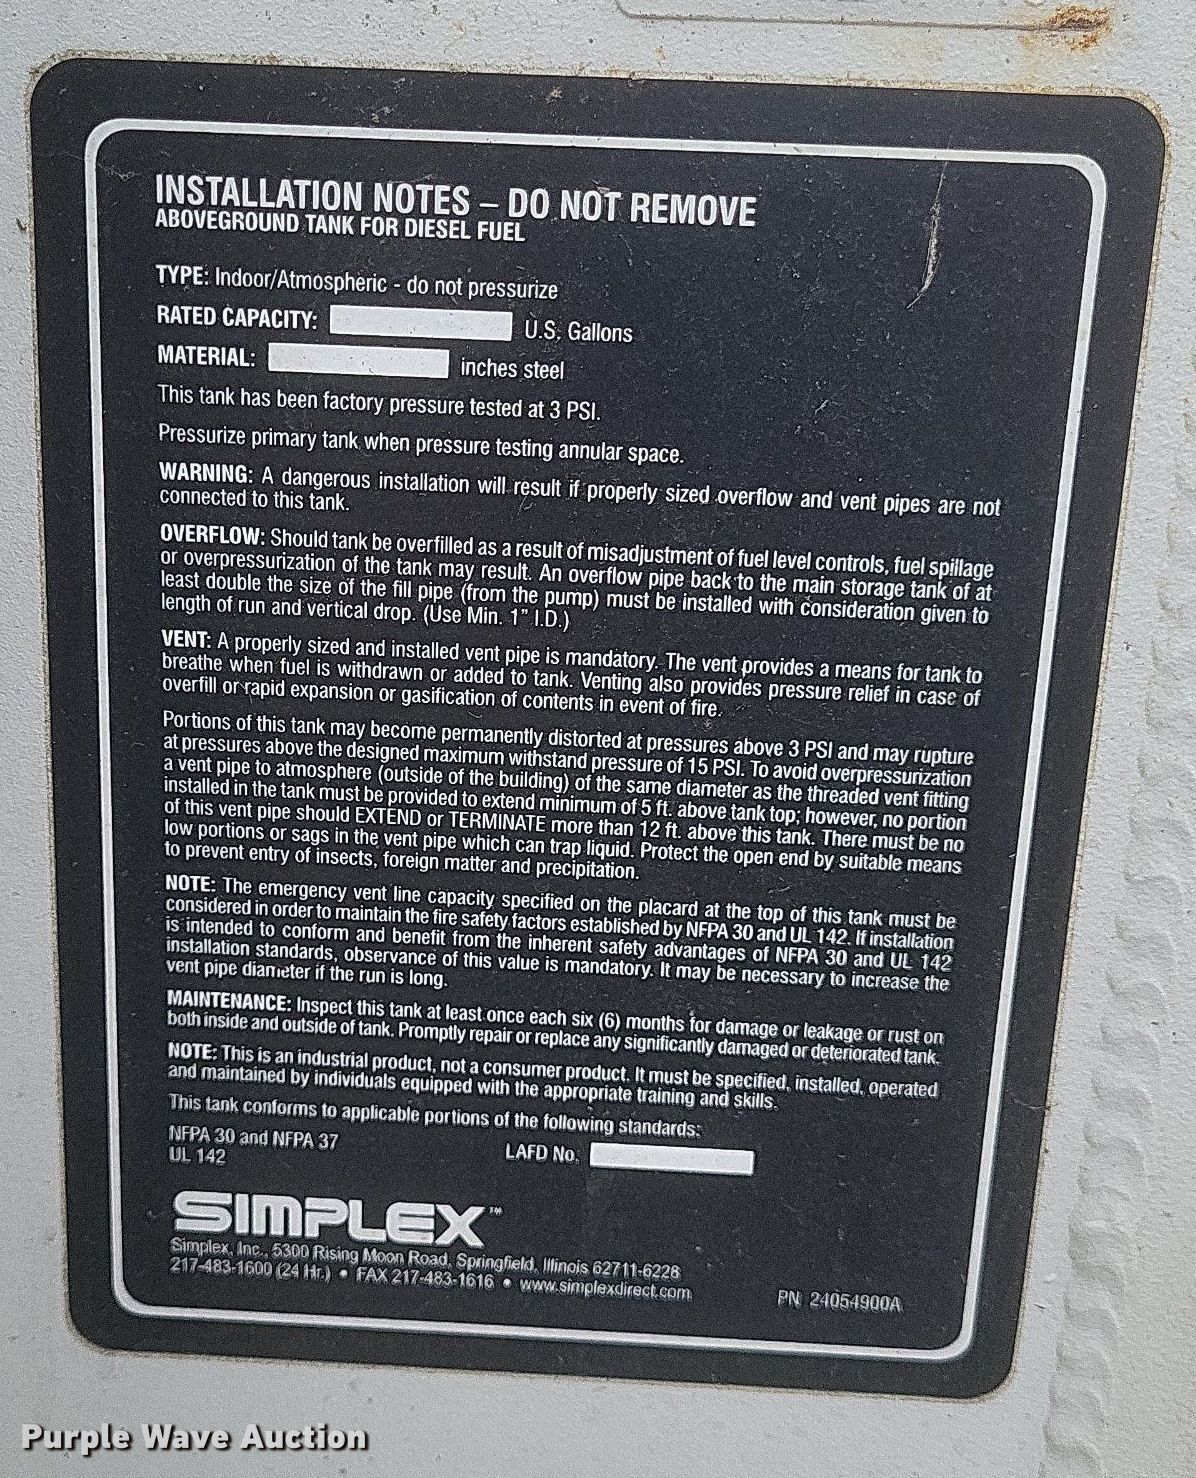 INSTALLATION NOTES – DO NOT REMOVE
ABOVEGROUND TANK FOR DIESEL FUEL
TYPE: Indoor/Atmospheric - do not pressurize
RATED CAPACITY: U.S. Gallons
MATERIAL: inches steel
This tank has been factory pressure tested at 3 PSI.
Pressurize primary tank when pressure testing annular space.
WARNING: A dangerous installation will result if properly sized overflow and vent pipes are not
connected to this tank.
OVERFLOW: Should tank be overfilled as a result of misadjustment of fuel level controls, fuel spillage
or overpressurization of the tank may result. An overflow pipe back to the main storage tank of at
least double the size of the fill pipe (from the pump) must be installed with consideration given to
length of run and vertical drop. (Use Min. 1" I.D.)
VENT: A properly sized and installed vent pipe is mandatory. The vent provides a means for tank to
breathe when fuel is withdrawn or added to tank. Venting also provides pressure relief in case of
overfill or rapid expansion or gasification of contents in event of fire.
Portions of this tank may become permanently distorted at pressures above 3 PSI and may rupture
at pressures above the designed maximum withstand pressure of 15 PSI. To avoid overpressurization
a vent pipe to atmosphere (outside of the building) of the same diameter as the threaded vent fitting
installed in the tank must be provided to extend minimum of 5 ft. above tank top; however, no portion
of this vent pipe should EXTEND or TERMINATE more than 12 ft. above this tank. There must be no
low portions or sags in the vent pipe which can trap liquid. Protect the open end by suitable means
to prevent entry of insects, foreign matter and precipitation.
NOTE: The emergency vent line capacity specified on the placard at the top of this tank must be
considered in order to maintain the fire safety factors established by NFPA 30 and UL 142. If installation
is intended to conform and benefit from the inherent safety advantages of NFPA 30 and UL 142
installation standards, observance of this value is mandatory. It may be necessary to increase the
vent pipe diameter if the run is long.
MAINTENANCE: Inspect this tank at least once each six (6) months for damage or leakage or rust on
both inside and outside of tank. Promptly repair or replace any significantly damaged or deteriorated tank.
NOTE: This is an industrial product, not a consumer product. It must be specified, installed, operated
and maintained by individuals equipped with the appropriate training and skills.
This tank conforms to applicable portions of the following standards:
NFPA 30 and NFPA 37
UL 142
LAFD No.
SIMPLEX™
Simplex, Inc., 5300 Rising Moon Road, Springfield, Illinois 62711-6228
217-483-1600 (24 Hr.) • FAX 217-483-1616 • www.simplexdirect.com
PN 24054900A
Purple Wave Auction